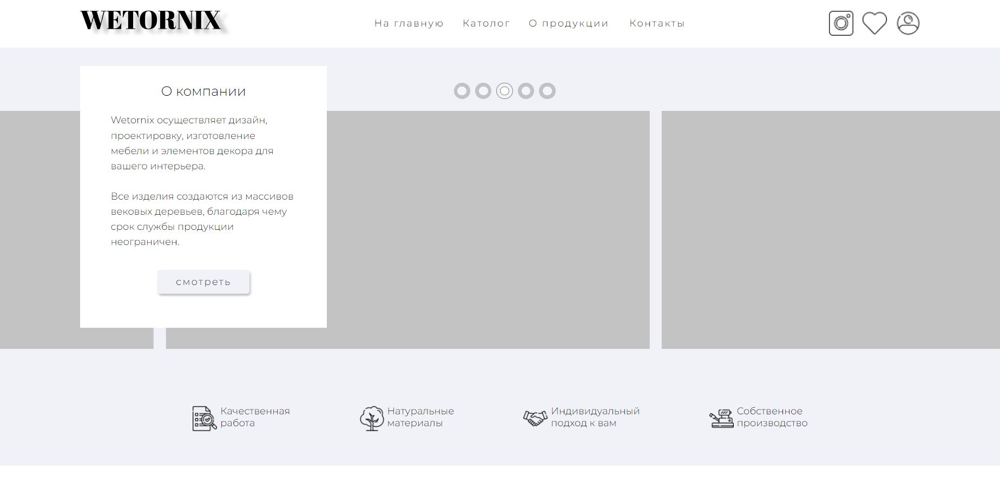 WETORNIX
На главную
Католог
О продукции
Контакты
О компании
Wetornix осуществляет дизайн,
проектировку, изготовление
мебели и элементов декора для
вашего интерьера.
Все изделия создаются из массивов
вековых деревьев, благодаря чему
срок службы продукции
неограничен.
смотреть
Качественная
работа
Натуральные
материалы
Индивидуальный
подход к вам
Собственное
производство